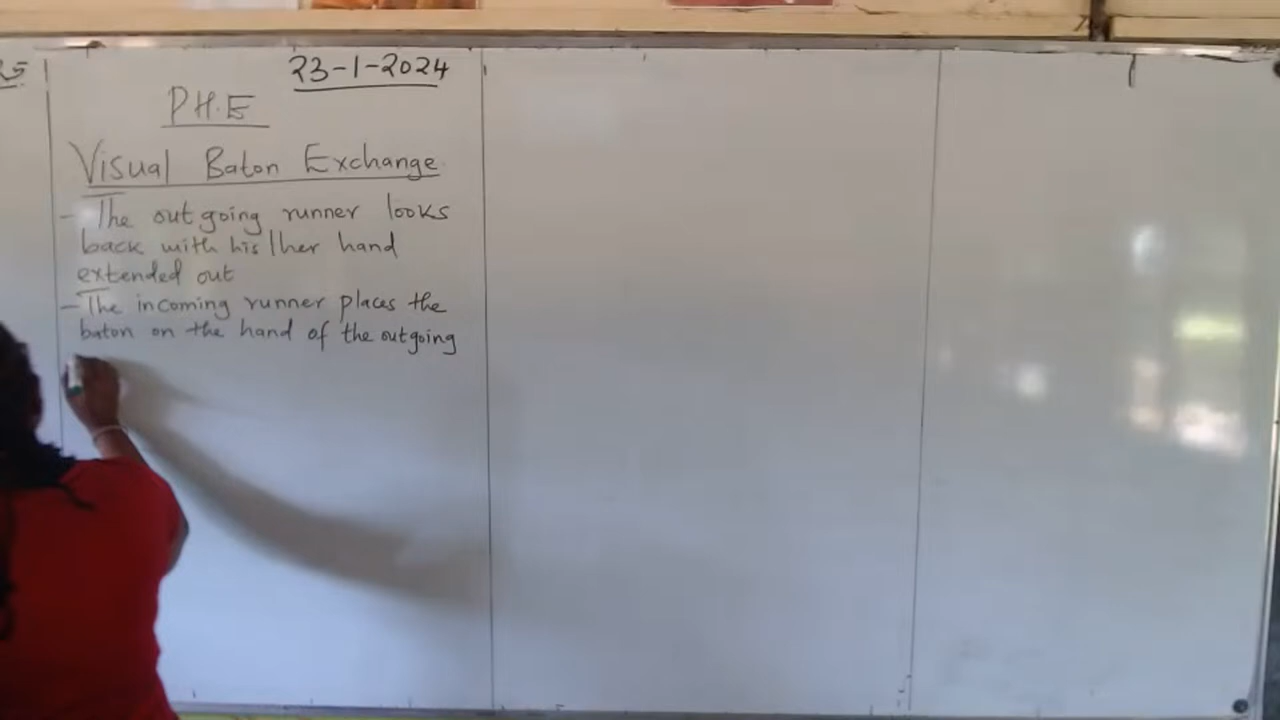 23-1-2024
PH.E
Visual Baton Exchange
- The outgoing runner looks
back with his/her hand
extended out
- The incoming runner places the
baton on the hand of the outgoing